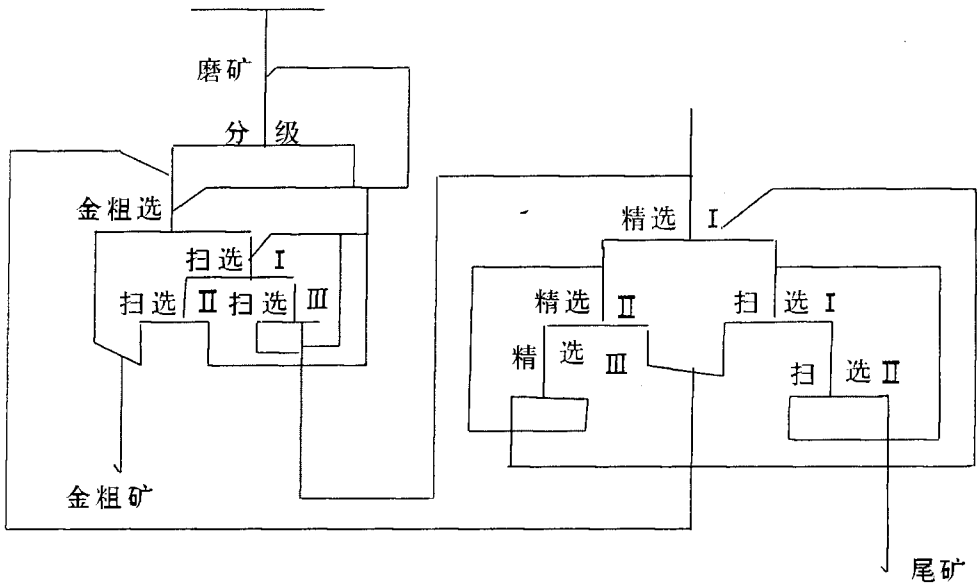 磨矿
分级
金粗选
扫选 I
扫选 II
扫选 III
金粗矿
精选 I
精选 II
扫选 I
精选 III
扫选 II
尾矿